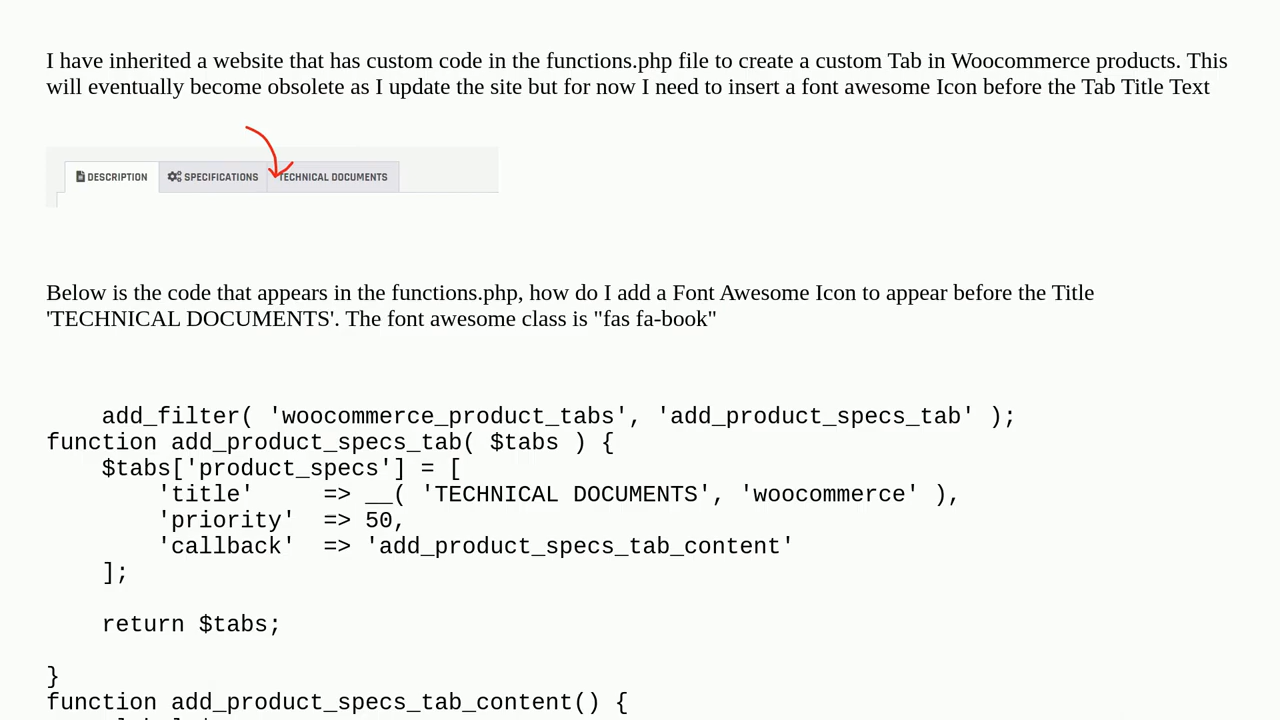 I have inherited a website that has custom code in the functions.php file to create a custom Tab in Woocommerce products. This
will eventually become obsolete as I update the site but for now I need to insert a font awesome Icon before the Tab Title Text
DESCRIPTION SPECIFICATIONS TECHNICAL DOCUMENTS
Below is the code that appears in the functions.php, how do I add a Font Awesome Icon to appear before the Title
'TECHNICAL DOCUMENTS'. The font awesome class is "fas fa-book"
add_filter( 'woocommerce_product_tabs', 'add_product_specs_tab' );
function add_product_specs_tab( $tabs ) {
$tabs['product_specs'] = [
'title' => __( 'TECHNICAL DOCUMENTS', 'woocommerce' ),
'priority' => 50,
'callback' => 'add_product_specs_tab_content'
];
return $tabs;
}
function add_product_specs_tab_content() {